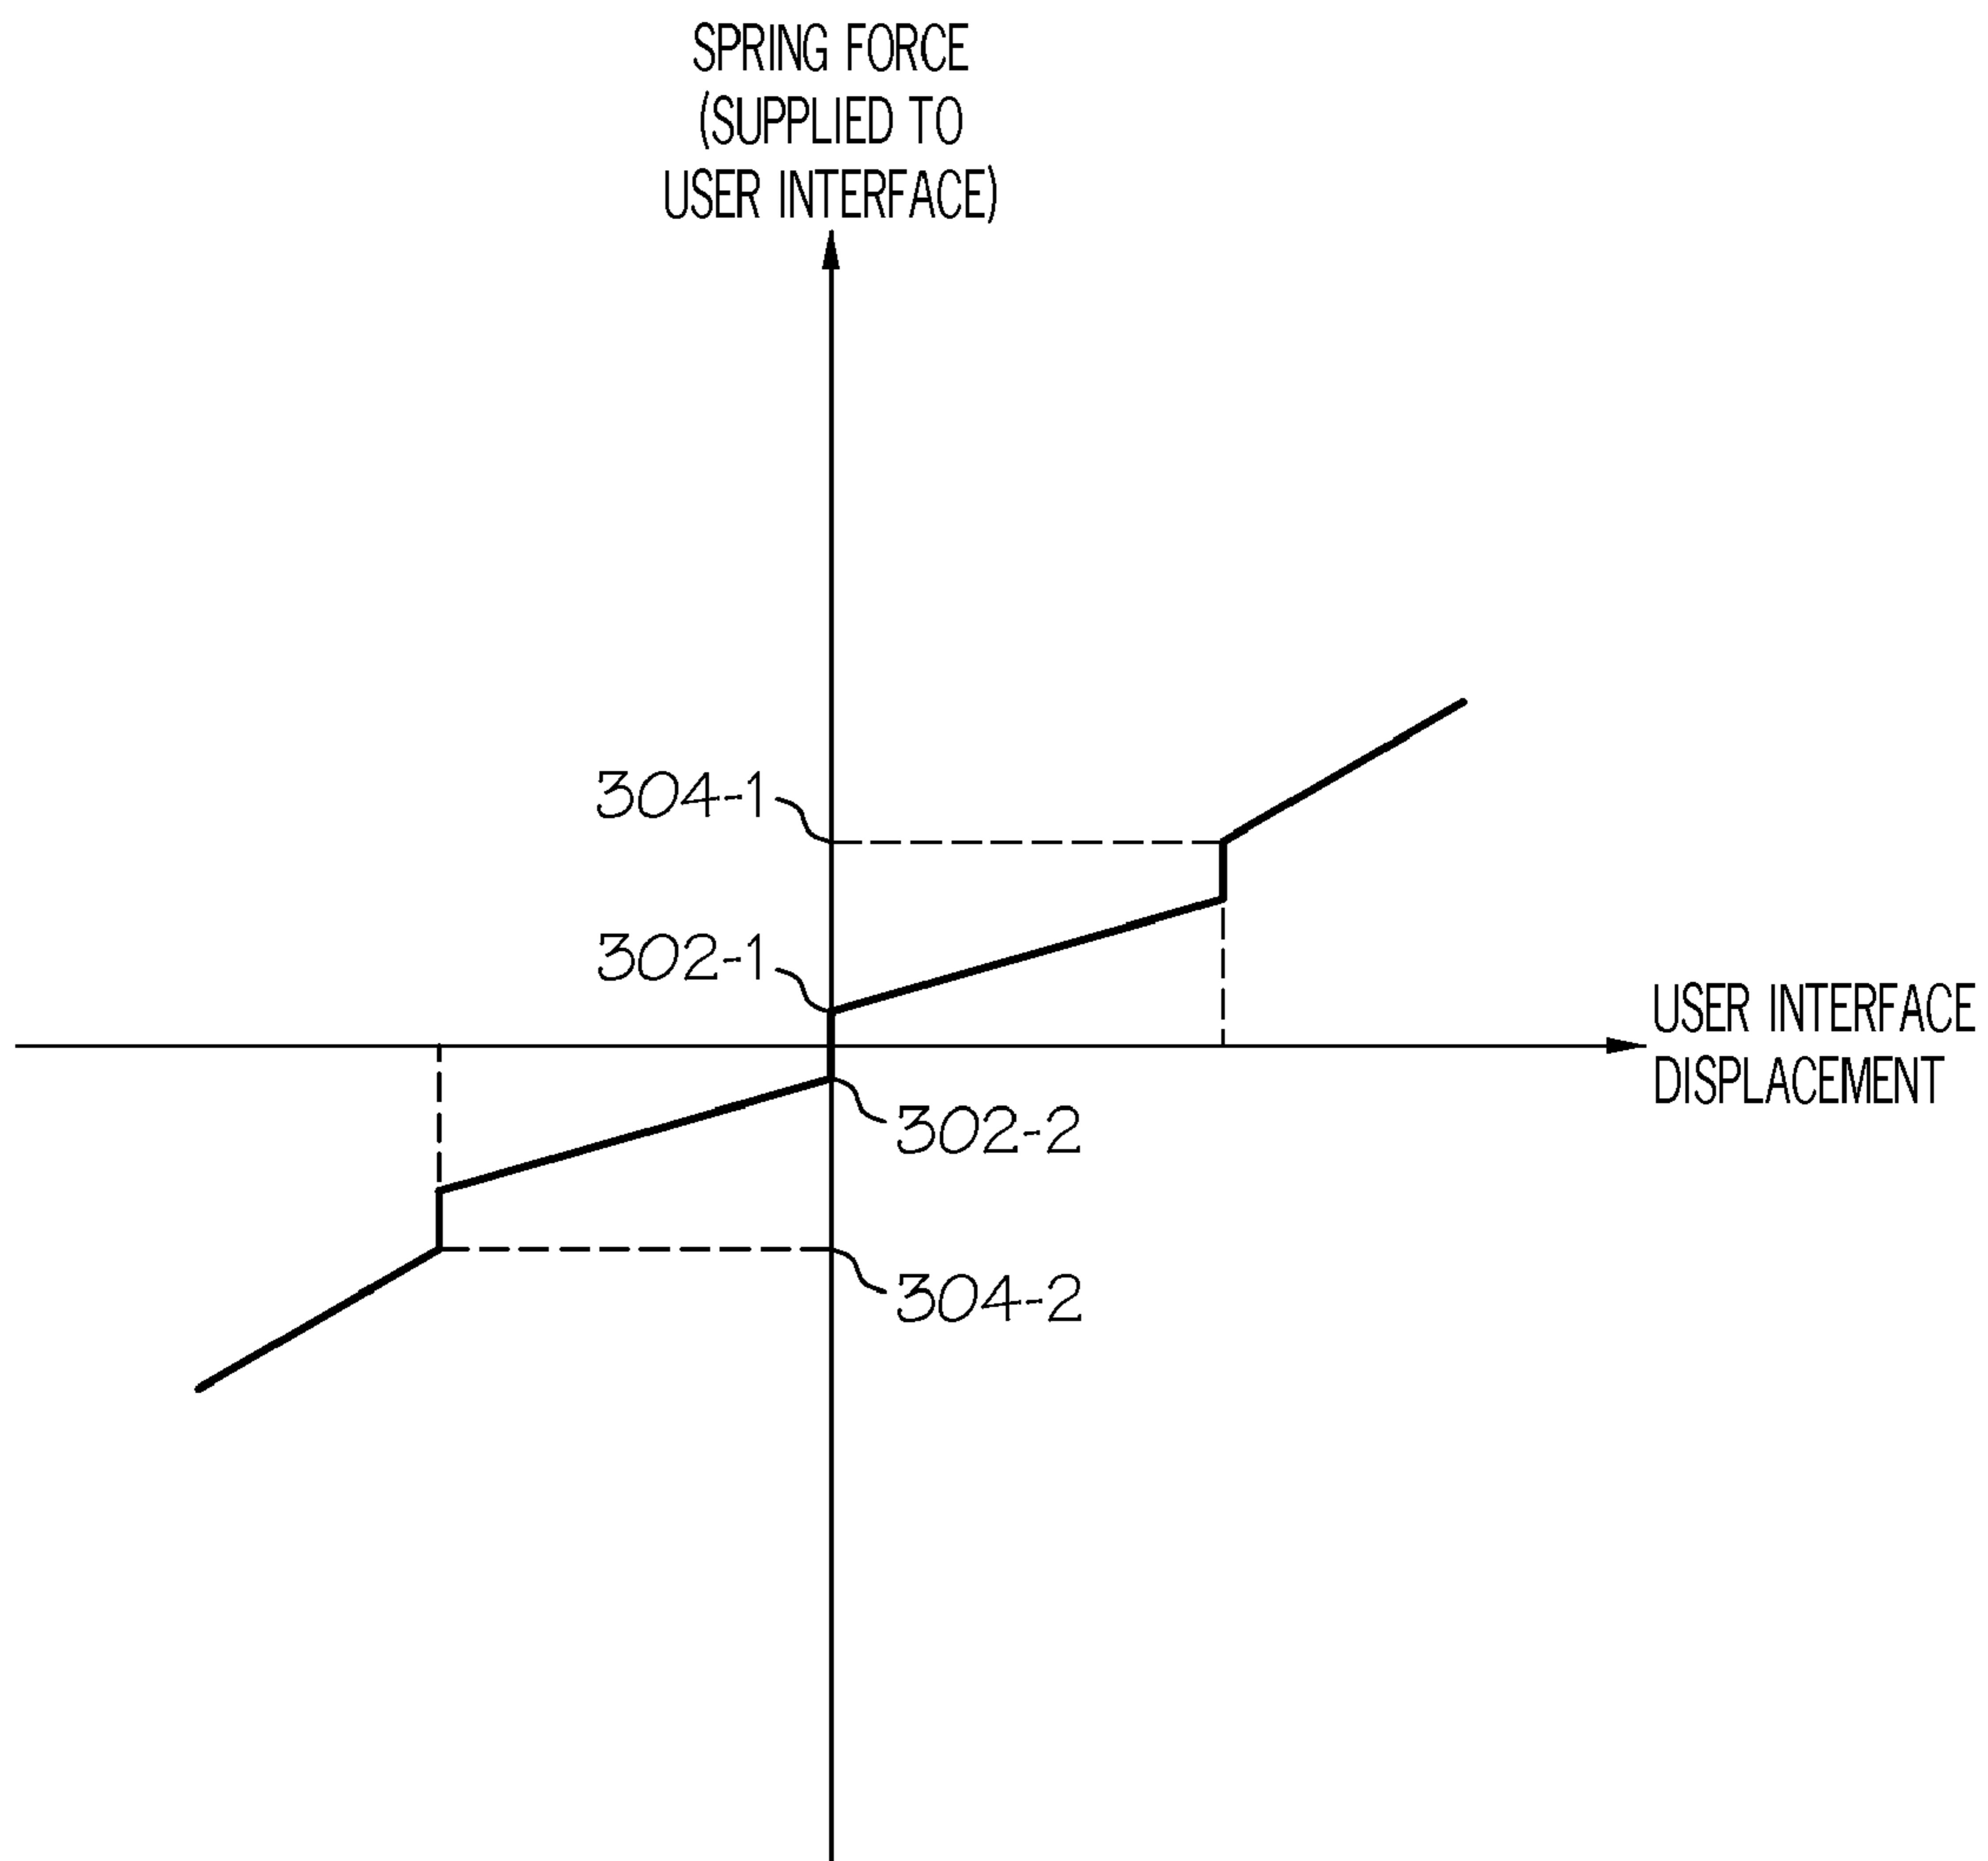 SPRING FORCE
(SUPPLIED TO
USER INTERFACE)
304-1
302-1
USER INTERFACE
DISPLACEMENT
302-2
304-2